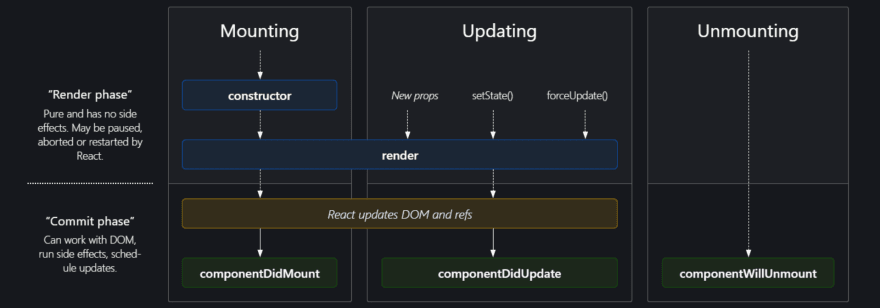 Mounting
Updating
Unmounting
“Render phase”
Pure and has no side
effects. May be paused,
aborted or restarted by
React.
constructor
New props
setState()
forceUpdate()
render
“Commit phase”
Can work with DOM,
run side effects, sched-
ule updates.
React updates DOM and refs
componentDidMount
componentDidUpdate
componentWillUnmount